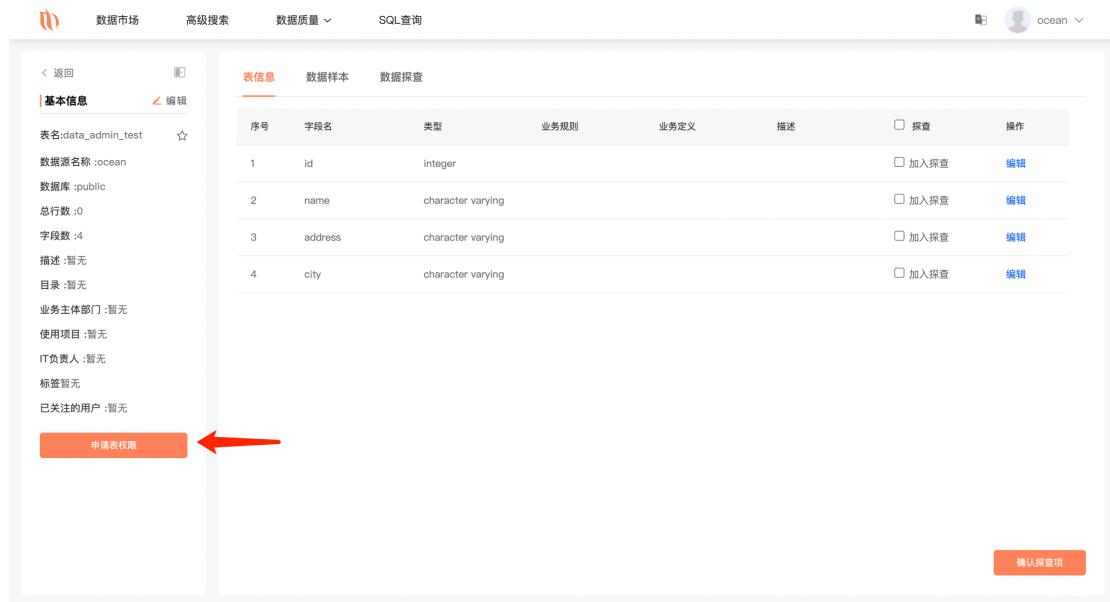 数据市场 高级搜索 数据质量 SQL查询 ocean
返回
基本信息 编辑
表名:data_admin_test
数据源名称 :ocean
数据库 :public
总行数 :0
字段数 :4
描述 :暂无
目录 :暂无
业务主体部门 :暂无
使用项目 :暂无
IT负责人 :暂无
标签暂无
已关注的用户 :暂无
申请表权限
表信息 数据样本 数据探查
序号 字段名 类型 业务规则 业务定义 描述 探查 操作
1 id integer 加入探查 编辑
2 name character varying 加入探查 编辑
3 address character varying 加入探查 编辑
4 city character varying 加入探查 编辑
确认探查项